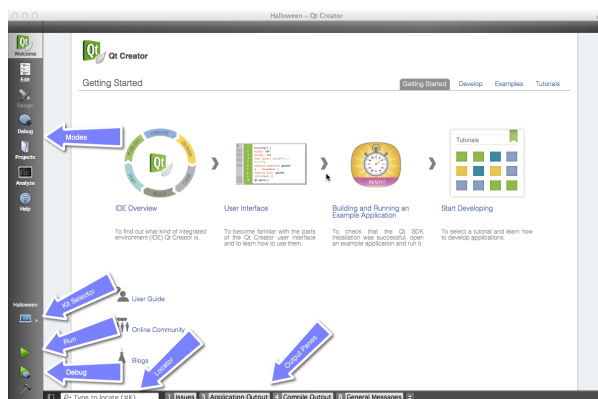 Halloween - Qt Creator
Qt
Welcome
Qt
Qt Creator
Edit
Getting Started
Getting Started
Develop
Examples
Tutorials
Design
Debug
Modes
Projects
Analyze
Help
Qt
READY?
Tutorials
IDE Overview
User Interface
Building and Running an
Example Application
Start Developing
To find out what kind of integrated
environment (IDE) Qt Creator is.
To become familiar with the parts
of the Qt Creator user interface
and to learn how to use them.
To check that the Qt SDK
installation was successful, open
an example application and run it.
To select a tutorial and learn how
to develop applications.
Halloween
Kit Selector
User Guide
Run
Online Community
Debug
Blogs
Locator
Output Panes
Type to locate (⌘K)
1 Issues
3 Application Output
4 Compile Output
8 General Messages